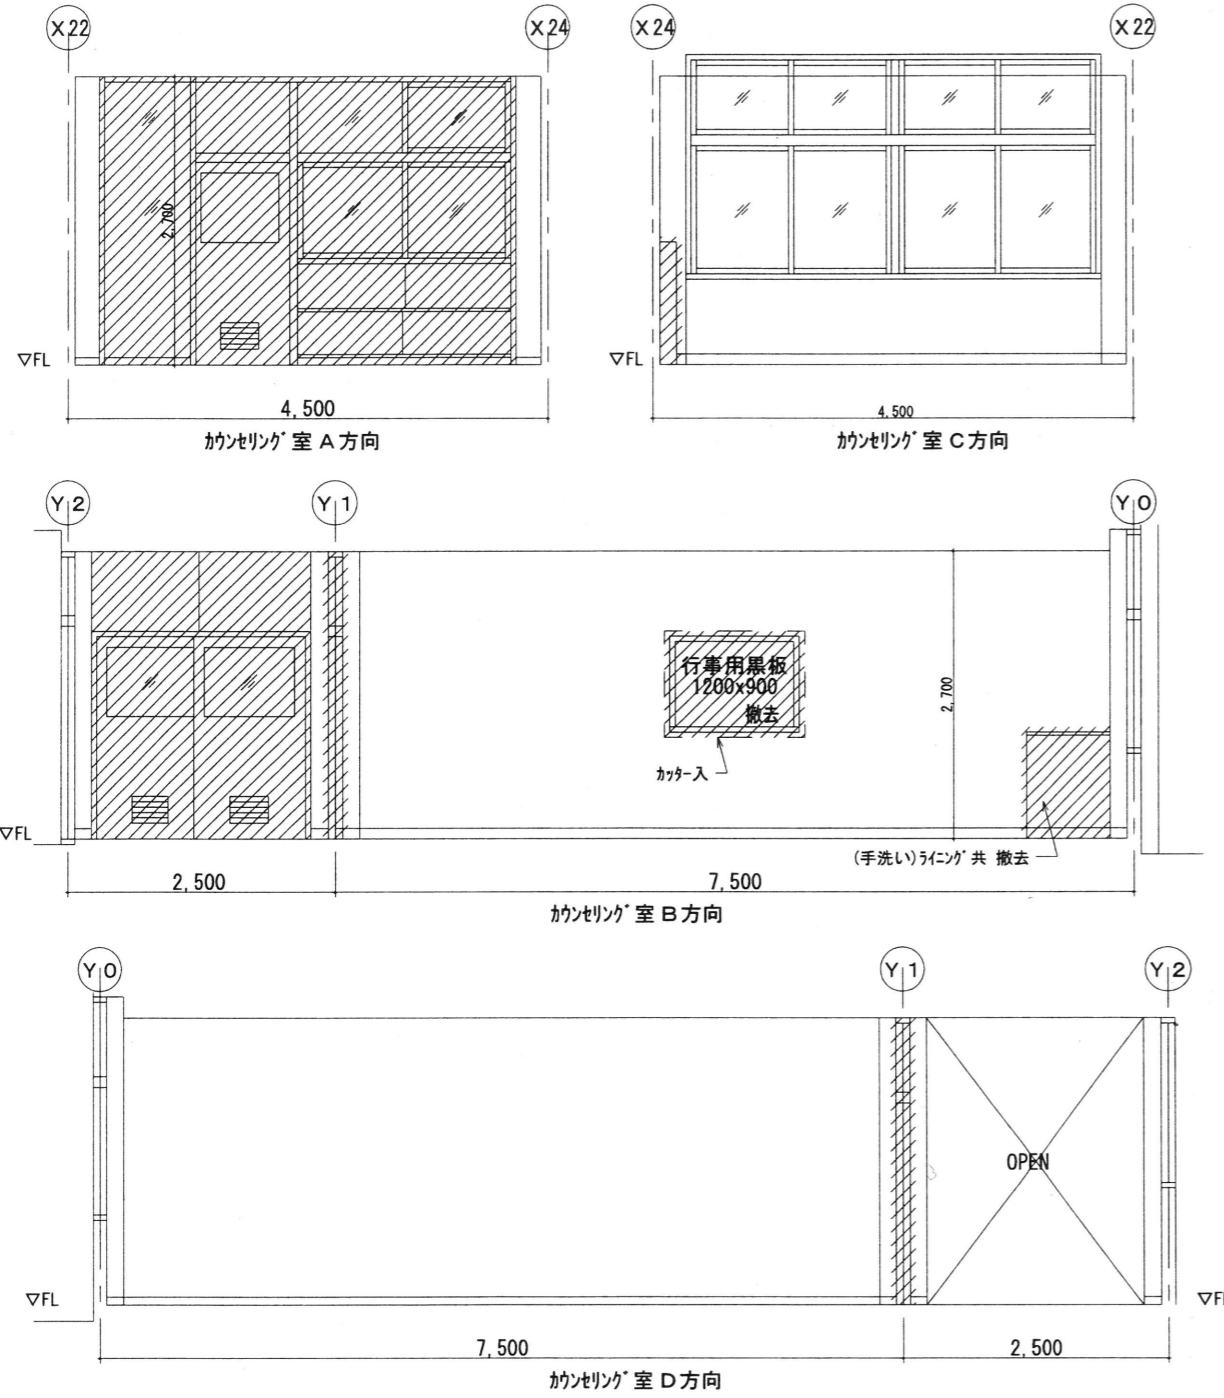 X22
X24
2,700
▽FL
4,500
ｶｳﾝｾﾘﾝｸﾞ室 A方向
X24
X22
▽FL
4,500
ｶｳﾝｾﾘﾝｸﾞ室 C方向
Y2
Y1
Y0
行事用黒板
1200x900
撤去
ｶｯﾀｰ入
2,700
▽FL
(手洗い)ﾗｲﾆﾝｸﾞ共 撤去
2,500
7,500
ｶｳﾝｾﾘﾝｸﾞ室 B方向
Y0
Y1
Y2
OPEN
▽FL
▽FL
7,500
2,500
ｶｳﾝｾﾘﾝｸﾞ室 D方向